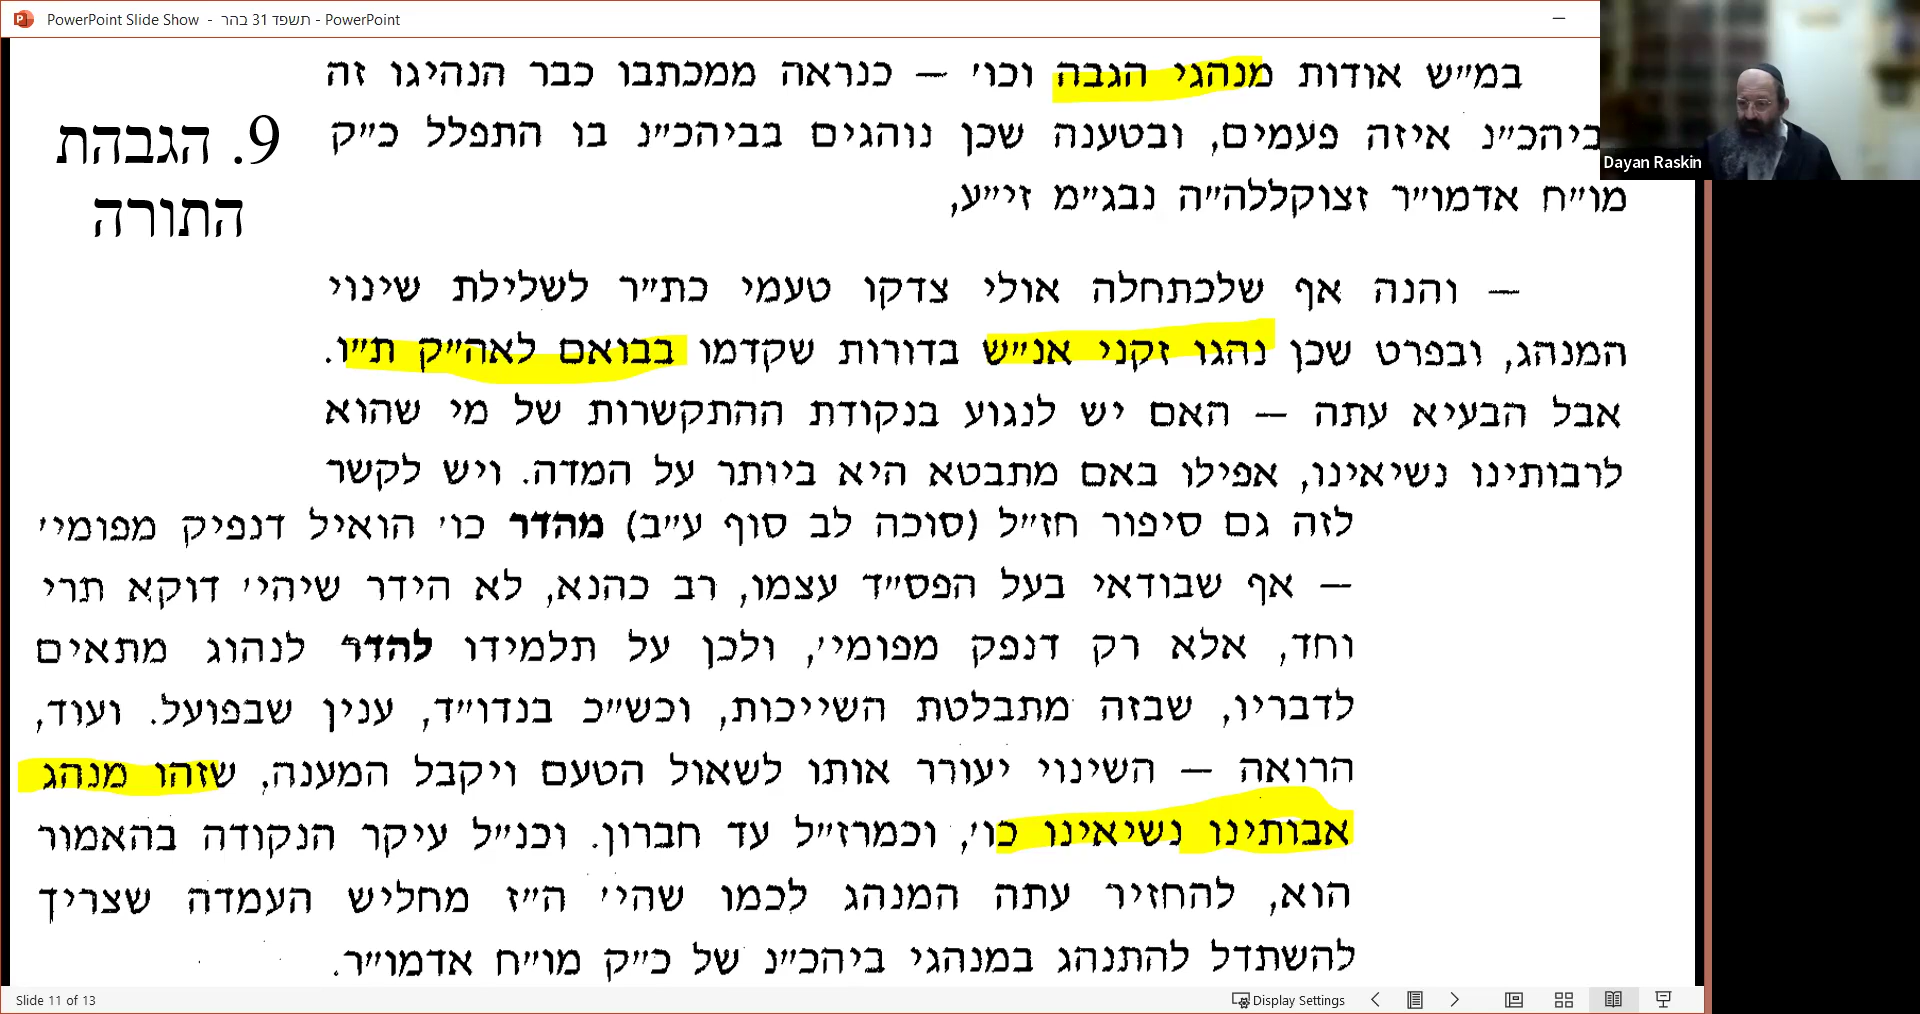 PowerPoint Slide Show - תשפד 31 בהר - PowerPoint
במ״ש אודות מנהגי הגבה וכו׳ — כנראה ממכתבו כבר הנהיגו זה
ביהכ״נ איזה פעמים, ובטענה שכן נוהגים בביהכ״נ בו התפלל כ״ק
מו״ח אדמו״ר זצוקללה״ה נבג״מ זי״ע,
9. הגבהת
התורה
— והנה אף שלכתחלה אולי צדקו טעמי כת״ר לשלילת שינוי
המנהג, ובפרט שכן נהגו זקני אנ״ש בדורות שקדמו בבואם לאה״ק ת״ו.
אבל הבעיא עתה — האם יש לנגוע בנקודת ההתקשרות של מי שהוא
לרבותינו נשיאינו, אפילו באם מתבטא היא ביותר על המדה. ויש לקשר
לזה גם סיפור חז״ל (סוכה לב סוף ע״ב) מהדר כו׳ הואיל דנפיק מפומי׳
— אף שבודאי בעל הפס״ד עצמו, רב כהנא, לא הידר שיהי׳ דוקא תרי
וחד, אלא רק דנפק מפומי׳, ולכן על תלמידו להדר לנהוג מתאים
לדבריו, שבזה מתבלטת השייכות, וכש״כ בנדו״ד, ענין שבפועל. ועוד,
הרואה — השינוי יעורר אותו לשאול הטעם ויקבל המענה, שזהו מנהג
אבותינו נשיאינו כו׳, וכמרז״ל עד חברון. וכנ״ל עיקר הנקודה בהאמור
הוא, להחזיר עתה המנהג לכמו שהי׳ ה״ז מחליש העמדה שצריך
להשתדל להתנהג במנהגי ביהכ״נ של כ״ק מו״ח אדמו״ר.
Dayan Raskin
Slide 11 of 13
Display Settings